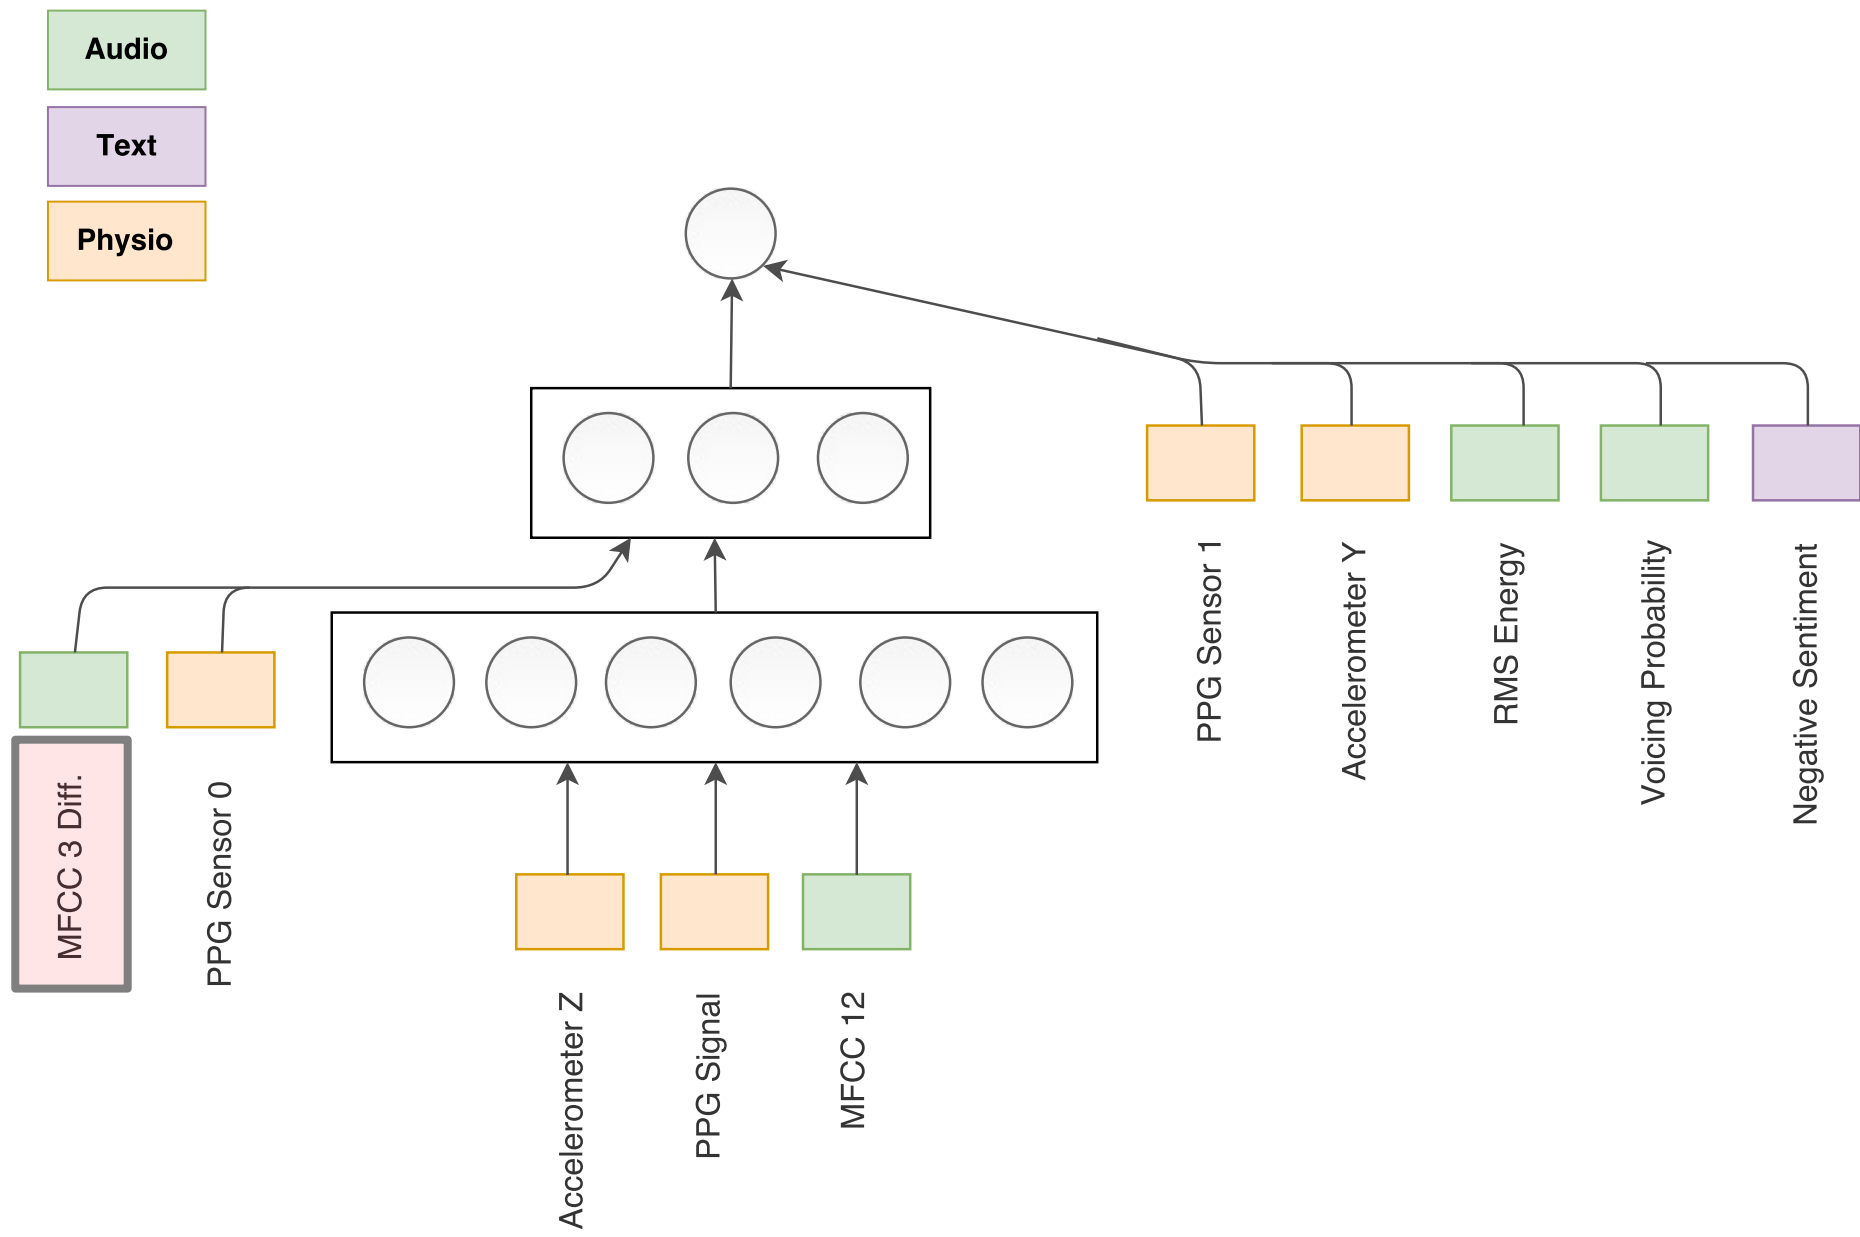 Audio
Text
Physio
MFCC 3 Diff.
PPG Sensor 0
Accelerometer Z
PPG Signal
MFCC 12
PPG Sensor 1
Accelerometer Y
RMS Energy
Voicing Probability
Negative Sentiment